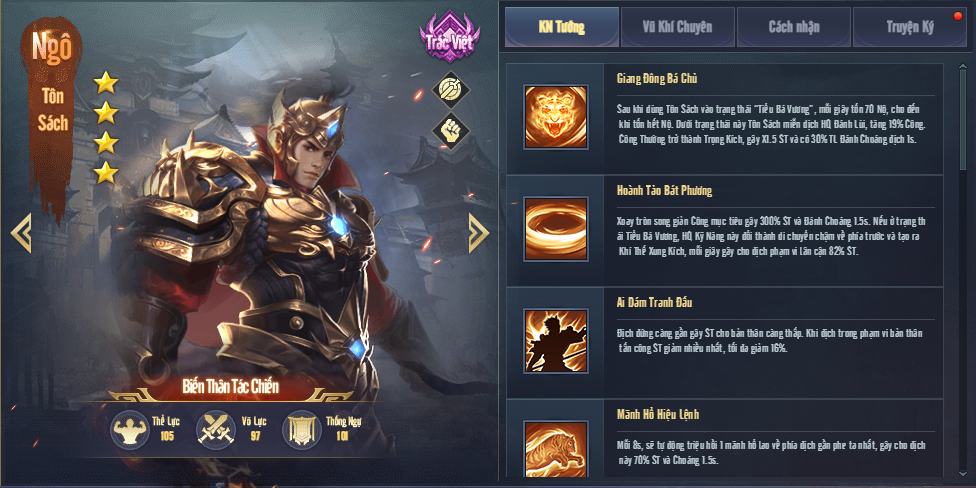 Ngô
Tôn
Sách
Trác Việt
Biến Thân Tác Chiến
Thể Lực
105
Võ Lực
97
Thống Ngự
101
KN Tướng
Vũ Khí Chuyên
Cách nhận
Truyện Ký
Giang Đông Bá Chủ
Sau khi dùng Tôn Sách vào trạng thái "Tiểu Bá Vương", mỗi giây tốn 70 Nộ, cho đến
khi tốn hết Nộ. Dưới trạng thái này Tôn Sách miễn dịch HQ Đánh Lùi, tăng 19% Công.
Công Thường trở thành Trọng Kích, gây X1.5 ST và có 30% TL Đánh Choáng địch 1s.
Hoành Tảo Bát Phương
Xoay tròn song giản Công mục tiêu gây 300% ST và Đánh Choáng 1.5s. Nếu ở trạng th
ái Tiểu Bá Vương, HQ Kỹ Năng này đổi thành di chuyển chậm về phía trước và tạo ra
Khí Thế Xung Kích, mỗi giây gây cho địch phạm vi lân cận 82% ST.
Ai Dám Tranh Đấu
Địch đứng càng gần gây ST cho bản thân càng thấp. Khi địch trong phạm vi bản thân
tấn công ST giảm nhiều nhất, tối đa giảm 16%.
Mãnh Hổ Hiệu Lệnh
Mỗi 8s, sẽ tự động triệu hồi 1 mãnh hổ lao về phía địch gần phe ta nhất, gây cho địch
này 70% ST và Choáng 1.5s.